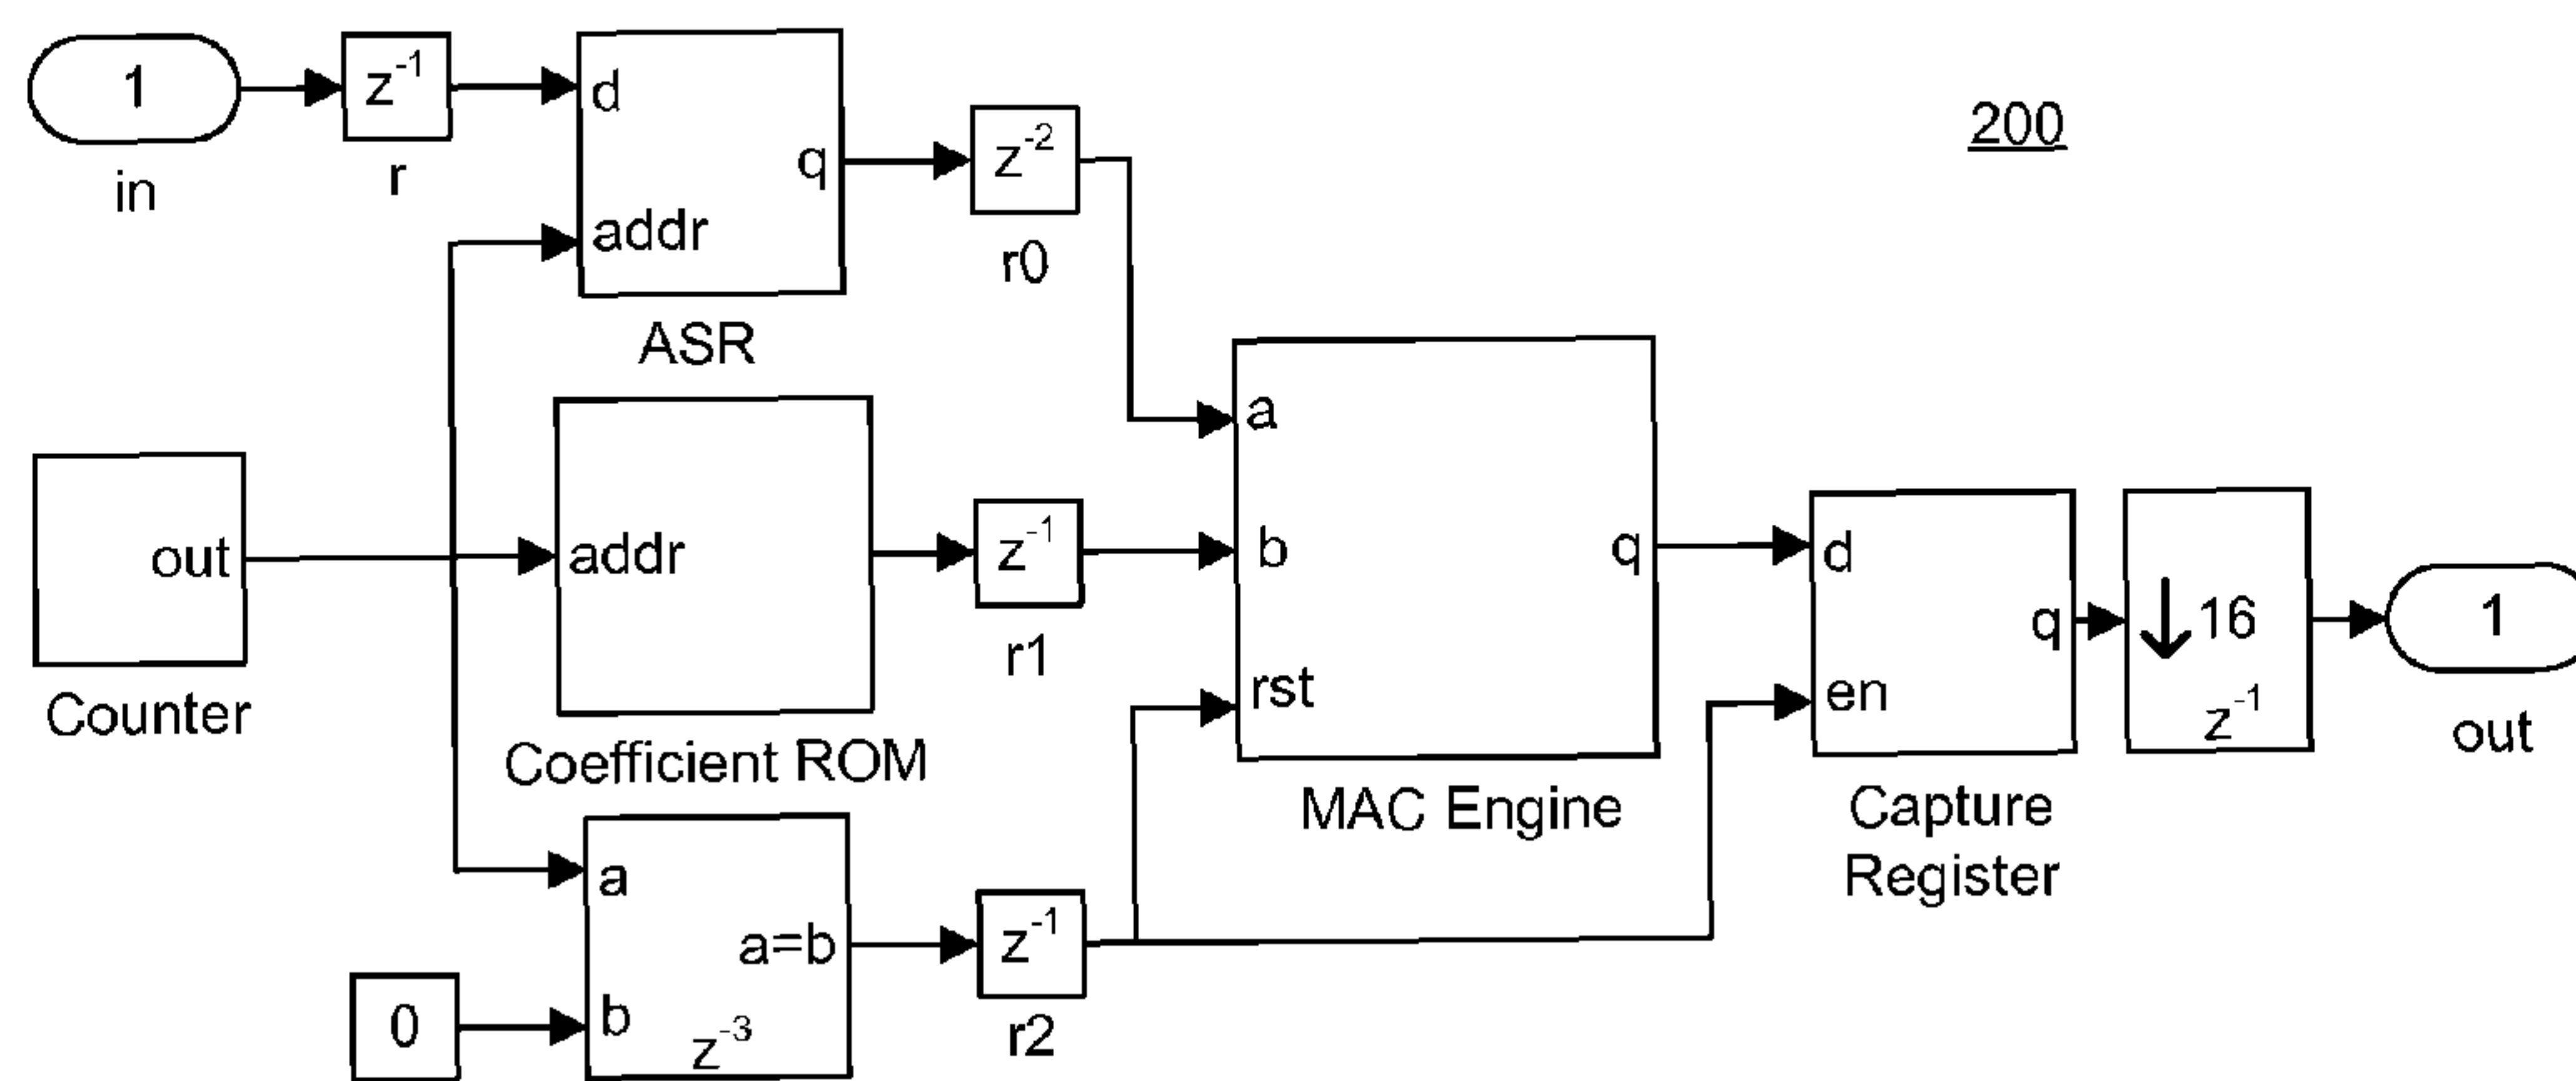 1
in
z⁻¹
r
d
addr
q
ASR
z⁻²
r0
200
out
Counter
addr
Coefficient ROM
z⁻¹
r1
a
b
rst
q
MAC Engine
d
en
q
Capture
Register
↓16
z⁻¹
1
out
0
a
b
a=b
z⁻³
z⁻¹
r2